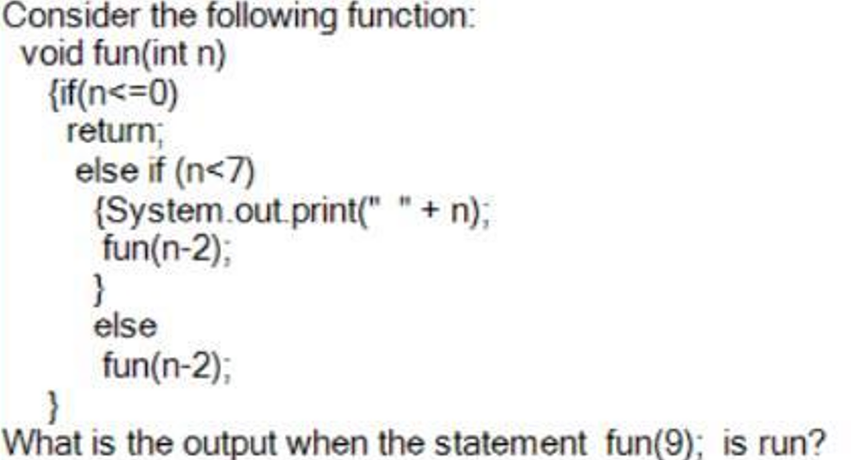 Consider the following function:
void fun(int n)
{if(n<=0)
return;
else if (n<7)
{System.out.print(" " + n);
fun(n-2);
}
else
fun(n-2);
}
What is the output when the statement fun(9); is run?